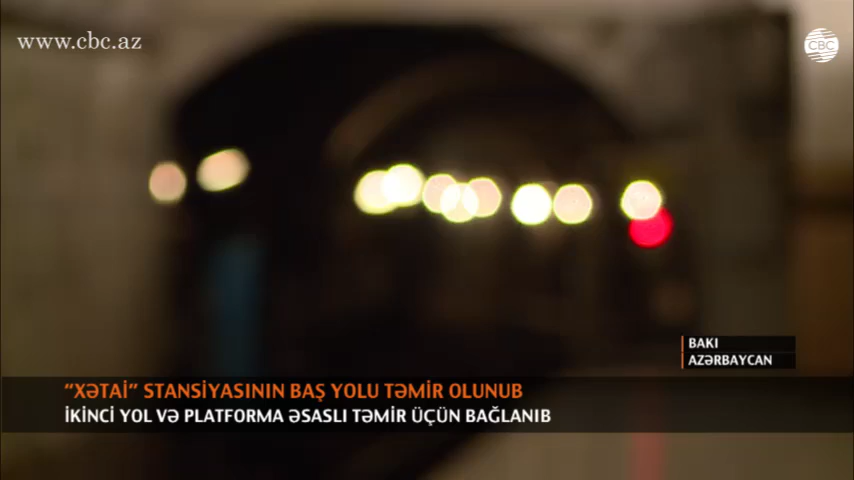 www.cbc.az
CBC
BAKI
AZƏRBAYCAN
“XƏTAİ” STANSİYASININ BAŞ YOLU TƏMİR OLUNUB
İKİNCİ YOL VƏ PLATFORMA ƏSASLI TƏMİR ÜÇÜN BAĞLANIB